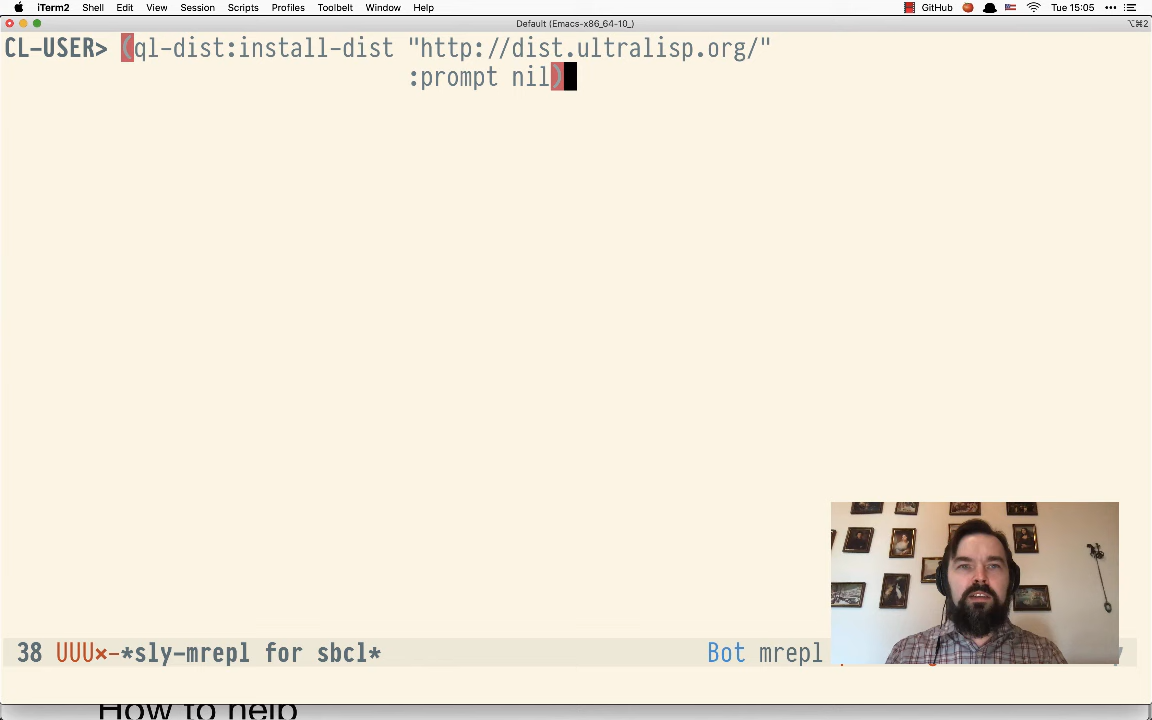 iTerm2 Shell Edit View Session Scripts Profiles Toolbelt Window Help GitHub Tue 15:05
Default (Emacs-x86_64-10_) ⌥⌘2
CL-USER> (ql-dist:install-dist "http://dist.ultralisp.org/"
:prompt nil)
38 UUU×-*sly-mrepl for sbcl* Bot mrepl
How to help